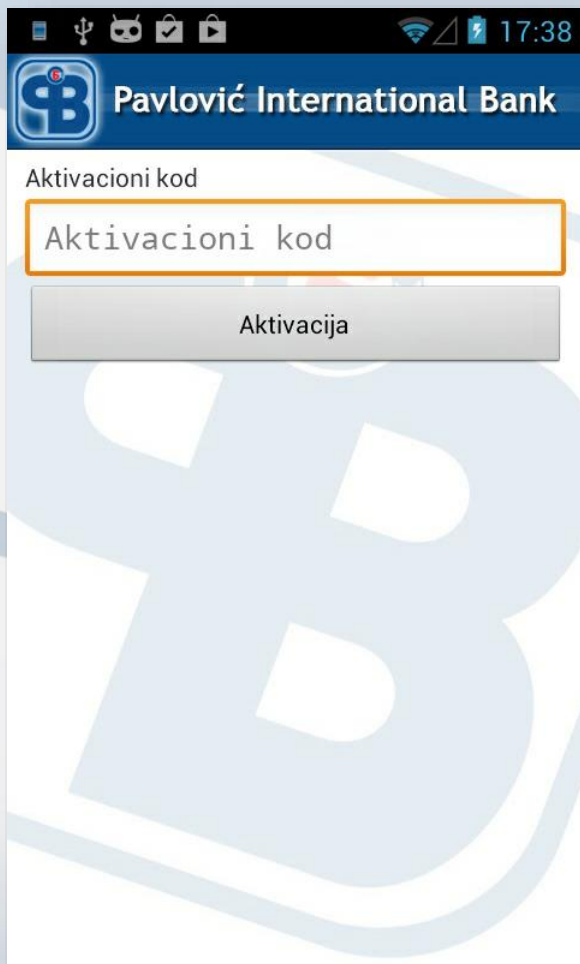 17:38
Pavlović International Bank
Aktivacioni kod
Aktivacioni kod
Aktivacija